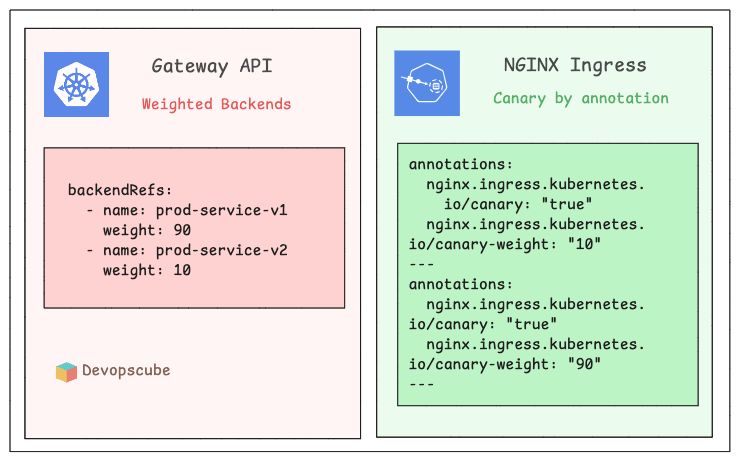 Gateway API
Weighted Backends
backendRefs:
  - name: prod-service-v1
    weight: 90
  - name: prod-service-v2
    weight: 10
Devopscube
NGINX Ingress
Canary by annotation
annotations:
  nginx.ingress.kubernetes.
    io/canary: "true"
  nginx.ingress.kubernetes.
io/canary-weight: "10"
---
annotations:
  nginx.ingress.kubernetes.
io/canary: "true"
  nginx.ingress.kubernetes.
io/canary-weight: "90"
---